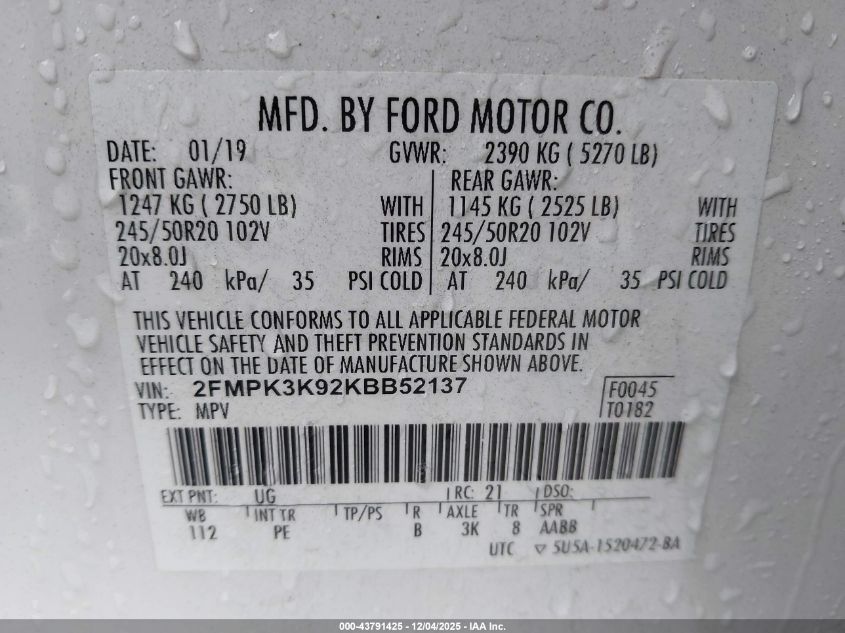 MFD. BY FORD MOTOR CO.
DATE: 01/19 GVWR: 2390 KG ( 5270 LB)
FRONT GAWR: REAR GAWR:
1247 KG ( 2750 LB) WITH 1145 KG ( 2525 LB) WITH
245/50R20 102V TIRES 245/50R20 102V TIRES
20x8.0J RIMS 20x8.0J RIMS
AT 240 kPa/ 35 PSI COLD AT 240 kPa/ 35 PSI COLD
THIS VEHICLE CONFORMS TO ALL APPLICABLE FEDERAL MOTOR
VEHICLE SAFETY AND THEFT PREVENTION STANDARDS IN
EFFECT ON THE DATE OF MANUFACTURE SHOWN ABOVE.
VIN: 2FMPK3K92KBB52137 F0045
TYPE: MPV T0182
EXT PNT: UG RC: 21 DSO:
WB INT TR TP/PS R AXLE TR SPR
112 PE B 3K 8 AABB
UTC ▽ 5U5A-1520472-BA
000-43791425 - 12/04/2025 - IAA Inc.